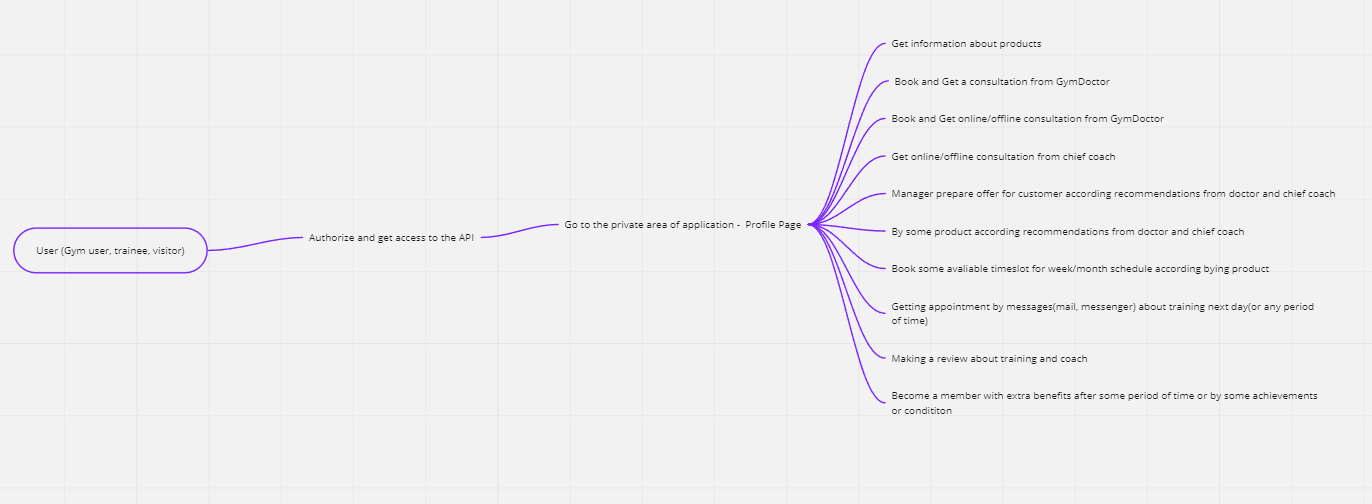 Get information about products
Book and Get a consultation from GymDoctor
Book and Get online/offline consultation from GymDoctor
Get online/offline consultation from chief coach
Manager prepare offer for customer according recommendations from doctor and chief coach
Go to the private area of application - Profile Page
By some product according recommendations from doctor and chief coach
Authorize and get access to the API
User (Gym user, trainee, visitor)
Book some avaliable timeslot for week/month schedule according bying product
Getting appointment by messages(mail, messenger) about training next day(or any period
of time)
Making a review about training and coach
Become a member with extra benefits after some period of time or by some achievements
or condititon